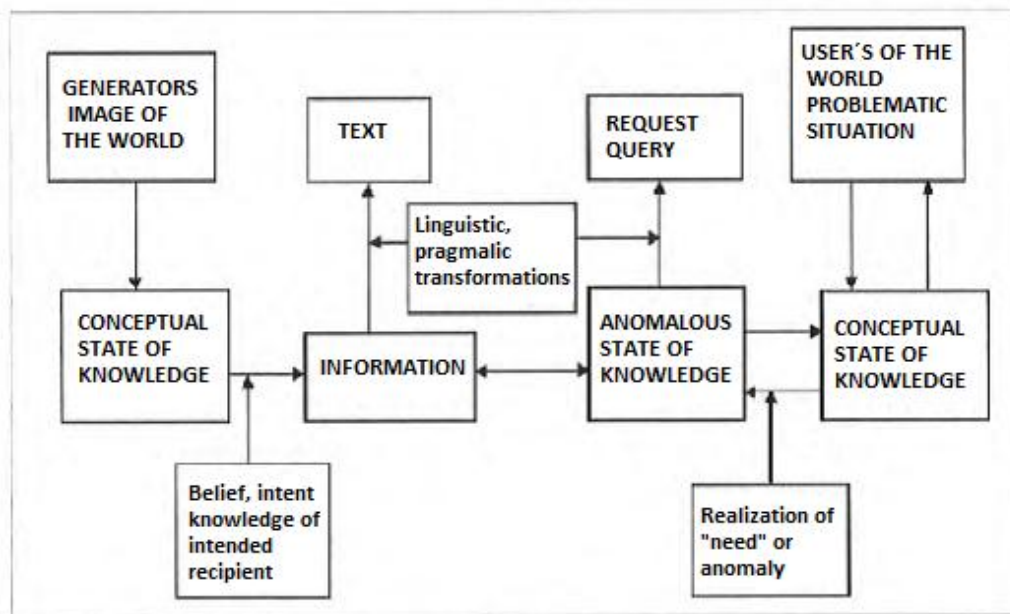 GENERATORS
IMAGE OF
THE WORLD
TEXT
REQUEST
QUERY
USER´S OF THE
WORLD
PROBLEMATIC
SITUATION
Linguistic,
pragmalic
transformations
CONCEPTUAL
STATE OF
KNOWLEDGE
INFORMATION
ANOMALOUS
STATE OF
KNOWLEDGE
CONCEPTUAL
STATE OF
KNOWLEDGE
Belief, intent
knowledge of
intended
recipient
Realization of
"need" or
anomaly